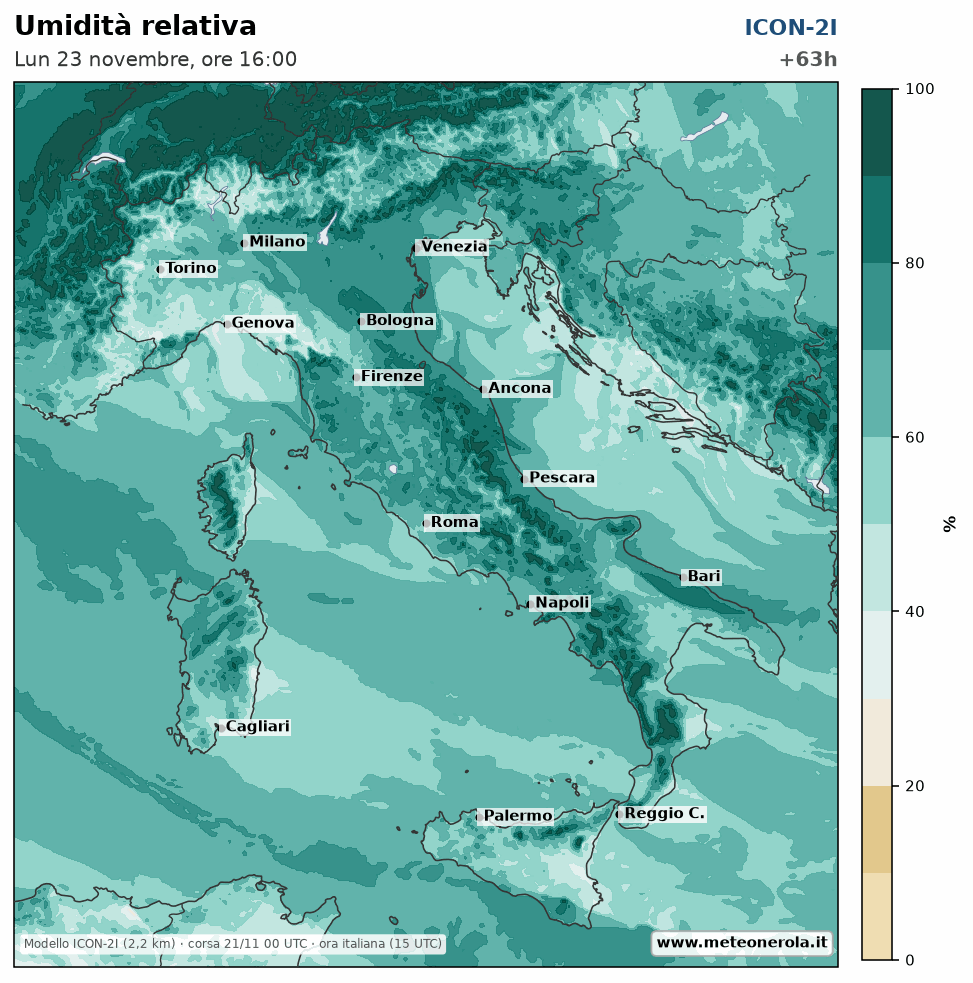 Umidità relativa
ICON-2I
Lun 23 novembre, ore 16:00
+63h
100
80
60
40
20
0
%
Milano
Venezia
Torino
Genova
Bologna
Firenze
Ancona
Pescara
Roma
Bari
Napoli
Cagliari
Palermo
Reggio C.
Modello ICON-2I (2,2 km) · corsa 21/11 00 UTC · ora italiana (15 UTC)
www.meteonerola.it